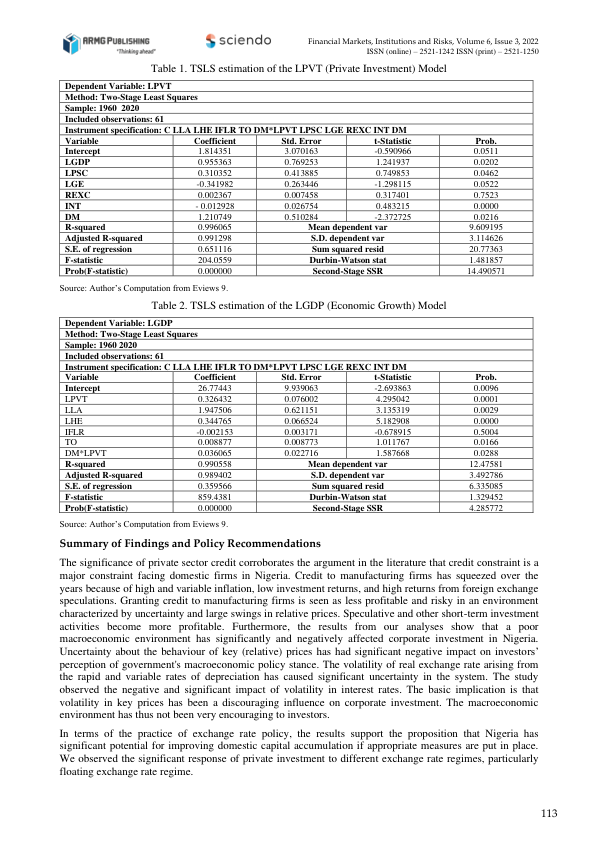 ARMG PUBLISHING
"Thinking ahead"
sciendo
Financial Markets, Institutions and Risks, Volume 6, Issue 3, 2022
ISSN (online) – 2521-1242 ISSN (print) – 2521-1250
Table 1. TSLS estimation of the LPVT (Private Investment) Model
Dependent Variable: LPVT
Method: Two-Stage Least Squares
Sample: 1960 2020
Included observations: 61
Instrument specification: C LLA LHE IFLR TO DM*LPVT LPSC LGE REXC INT DM
Variable Coefficient Std. Error t-Statistic Prob.
Intercept 1.814351 3.070163 -0.590966 0.0511
LGDP 0.955363 0.769253 1.241937 0.0202
LPSC 0.310352 0.413885 0.749853 0.0462
LGE -0.341982 0.263446 -1.298115 0.0522
REXC 0.002367 0.007458 0.317401 0.7523
INT - 0.012928 0.026754 0.483215 0.0000
DM 1.210749 0.510284 -2.372725 0.0216
R-squared 0.996065 Mean dependent var 9.609195
Adjusted R-squared 0.991298 S.D. dependent var 3.114626
S.E. of regression 0.651116 Sum squared resid 20.77363
F-statistic 204.0559 Durbin-Watson stat 1.481857
Prob(F-statistic) 0.000000 Second-Stage SSR 14.490571
Source: Author's Computation from Eviews 9.
Table 2. TSLS estimation of the LGDP (Economic Growth) Model
Dependent Variable: LGDP
Method: Two-Stage Least Squares
Sample: 1960 2020
Included observations: 61
Instrument specification: C LLA LHE IFLR TO DM*LPVT LPSC LGE REXC INT DM
Variable Coefficient Std. Error t-Statistic Prob.
Intercept 26.77443 9.939063 -2.693863 0.0096
LPVT 0.326432 0.076002 4.295042 0.0001
LLA 1.947506 0.621151 3.135319 0.0029
LHE 0.344765 0.066524 5.182908 0.0000
IFLR -0.002153 0.003171 -0.678915 0.5004
TO 0.008877 0.008773 1.011767 0.0166
DM*LPVT 0.036065 0.022716 1.587668 0.0288
R-squared 0.990558 Mean dependent var 12.47581
Adjusted R-squared 0.989402 S.D. dependent var 3.492786
S.E. of regression 0.359566 Sum squared resid 6.335085
F-statistic 859.4381 Durbin-Watson stat 1.329452
Prob(F-statistic) 0.000000 Second-Stage SSR 4.285772
Source: Author's Computation from Eviews 9.
Summary of Findings and Policy Recommendations
The significance of private sector credit corroborates the argument in the literature that credit constraint is a
major constraint facing domestic firms in Nigeria. Credit to manufacturing firms has squeezed over the
years because of high and variable inflation, low investment returns, and high returns from foreign exchange
speculations. Granting credit to manufacturing firms is seen as less profitable and risky in an environment
characterized by uncertainty and large swings in relative prices. Speculative and other short-term investment
activities become more profitable. Furthermore, the results from our analyses show that a poor
macroeconomic environment has significantly and negatively affected corporate investment in Nigeria.
Uncertainty about the behaviour of key (relative) prices has had significant negative impact on investors'
perception of government's macroeconomic policy stance. The volatility of real exchange rate arising from
the rapid and variable rates of depreciation has caused significant uncertainty in the system. The study
observed the negative and significant impact of volatility in interest rates. The basic implication is that
volatility in key prices has been a discouraging influence on corporate investment. The macroeconomic
environment has thus not been very encouraging to investors.
In terms of the practice of exchange rate policy, the results support the proposition that Nigeria has
significant potential for improving domestic capital accumulation if appropriate measures are put in place.
We observed the significant response of private investment to different exchange rate regimes, particularly
floating exchange rate regime.
113